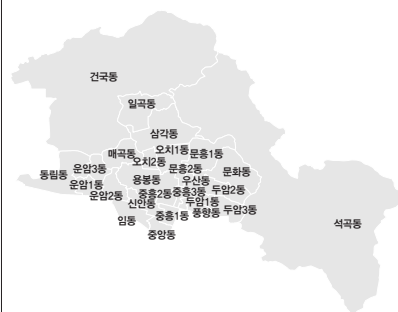 건국동
일곡동
삼각동
매곡동
오치1동
문흥1동
오치2동
운암3동
문흥2동
문화동
동림동
용봉동
우산동
운암1동
중흥2동
중흥3동
두암2동
운암2동
신안동
두암1동
임동
중흥1동
풍향동
두암3동
중앙동
석곡동